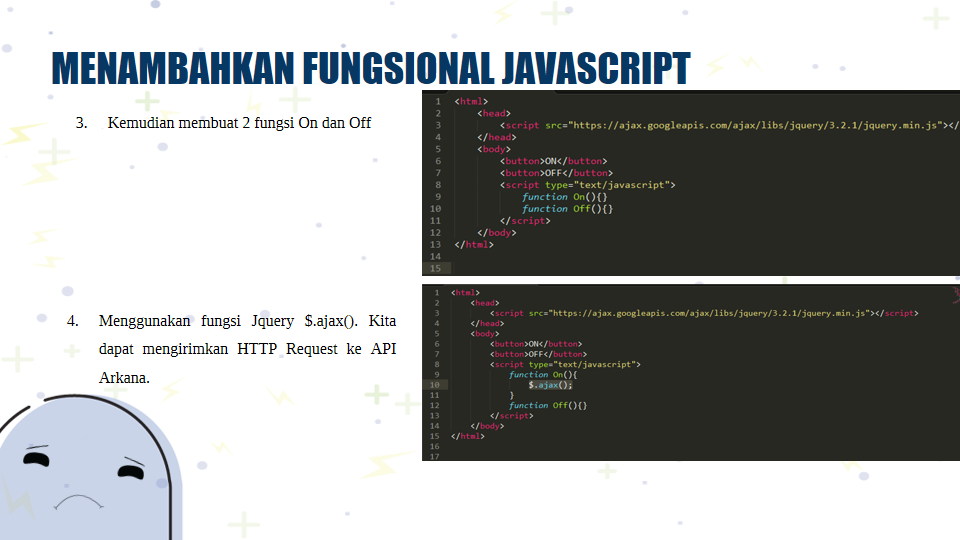 MENAMBAHKAN FUNGSIONAL JAVASCRIPT
3. Kemudian membuat 2 fungsi On dan Off
1 <html>
2 <head>
3 <script src="https://ajax.googleapis.com/ajax/libs/jquery/3.2.1/jquery.min.js"></
4 </head>
5 <body>
6 <button>ON</button>
7 <button>OFF</button>
8 <script type="text/javascript">
9 function On(){}
10 function Off(){}
11 </script>
12 </body>
13 </html>
14
15
4. Menggunakan fungsi Jquery $.ajax(). Kita
dapat mengirimkan HTTP Request ke API
Arkana.
1 <html>
2 <head>
3 <script src="https://ajax.googleapis.com/ajax/libs/jquery/3.2.1/jquery.min.js"></script>
4 </head>
5 <body>
6 <button>ON</button>
7 <button>OFF</button>
8 <script type="text/javascript">
9 function On(){
10 $.ajax();
11 }
12 function Off(){}
13 </script>
14 </body>
15 </html>
16
17